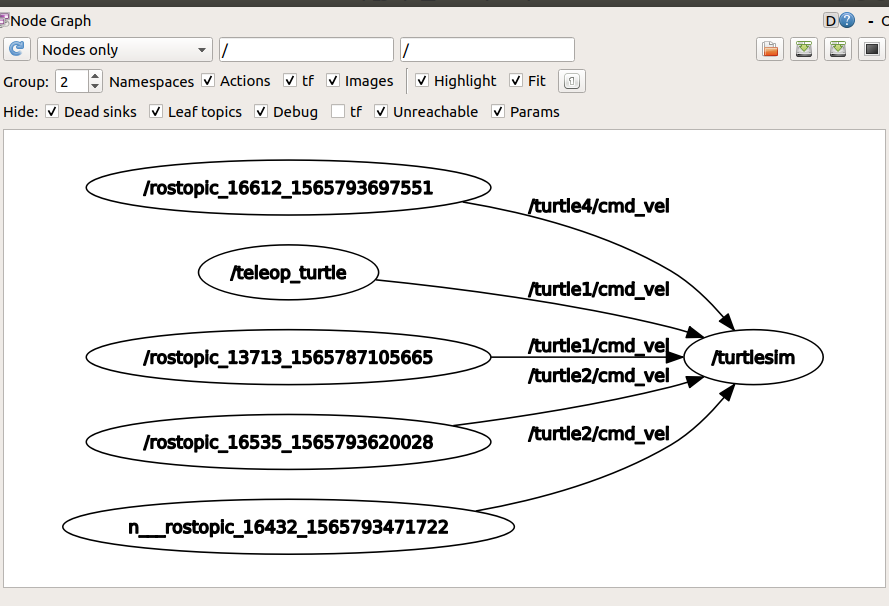 Node Graph D ? - O
Nodes only / /
Group: 2 Namespaces Actions tf Images Highlight Fit
Hide: Dead sinks Leaf topics Debug tf Unreachable Params
/rostopic_16612_1565793697551
/turtle4/cmd_vel
/teleop_turtle
/turtle1/cmd_vel
/rostopic_13713_1565787105665
/turtle1/cmd_vel
/turtlesim
/turtle2/cmd_vel
/rostopic_16535_1565793620028
/turtle2/cmd_vel
n___rostopic_16432_1565793471722